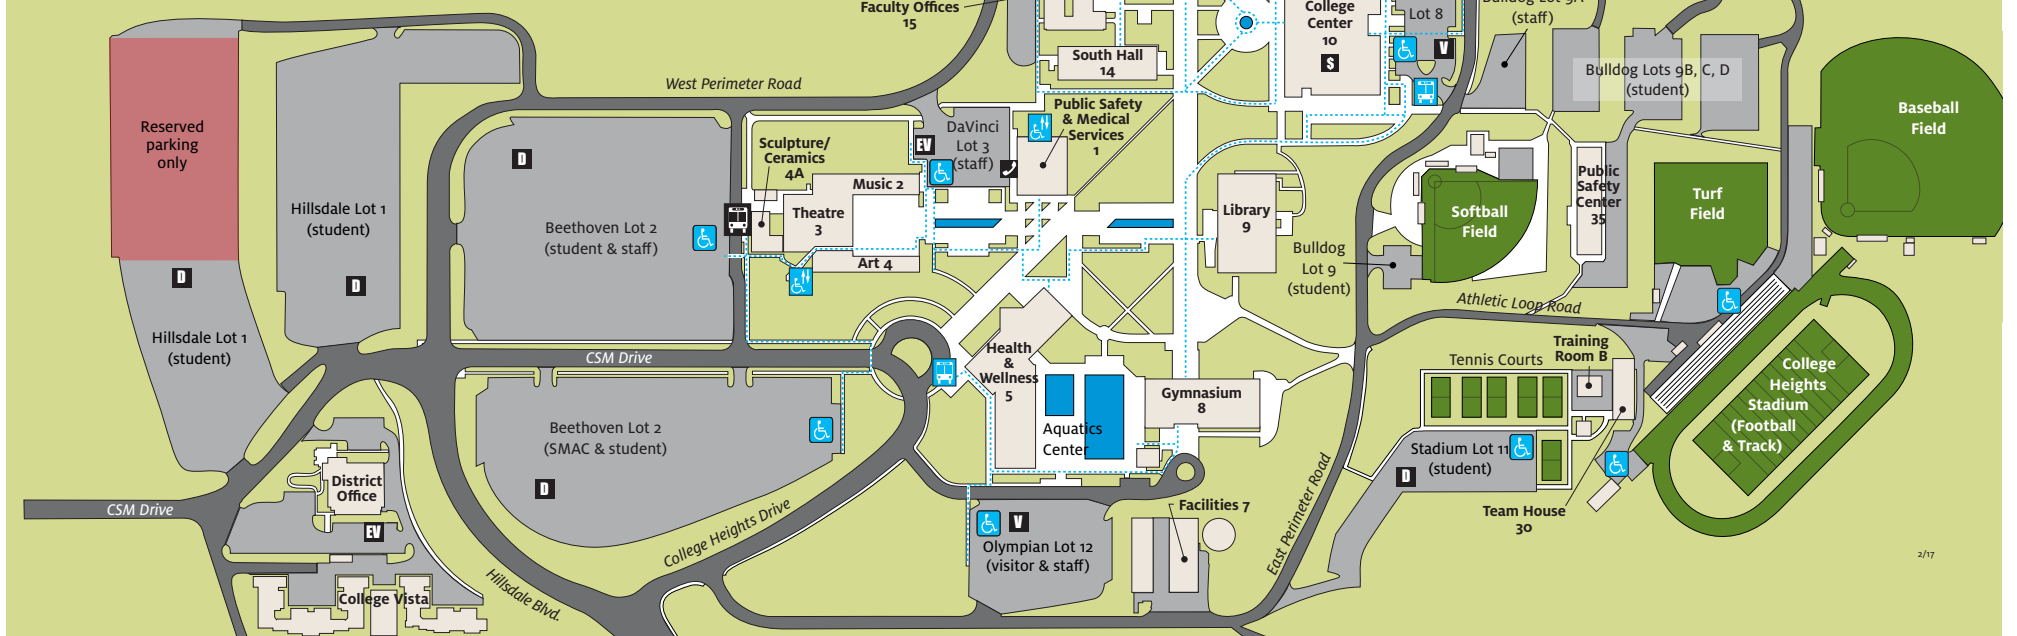 Faculty Offices
15
College
Center
10
$
Lot 8
V
Bulldog Lot 9A
(staff)
South Hall
14
West Perimeter Road
Bulldog Lots 9B, C, D
(student)
Baseball
Field
Reserved
parking
only
D
Public Safety
& Medical
Services
1
DaVinci
Lot 3
(staff)
EV
Sculpture/
Ceramics
4A
Music 2
Theatre
3
Art 4
Public
Safety
Center
35
Turf
Field
Softball
Field
Library
9
Hillsdale Lot 1
(student)
D
Beethoven Lot 2
(student & staff)
Bulldog
Lot 9
(student)
D
Hillsdale Lot 1
(student)
Athletic Loop Road
CSM Drive
Health
&
Wellness
5
Training
Room B
Tennis Courts
College
Heights
Stadium
(Football
& Track)
Gymnasium
8
Aquatics
Center
Beethoven Lot 2
(SMAC & student)
D
Stadium Lot 11
(student)
D
District
Office
EV
CSM Drive
College Heights Drive
East Perimeter Road
Facilities 7
Team House
30
V
Olympian Lot 12
(visitor & staff)
2/17
College Vista
Hillsdale Blvd.